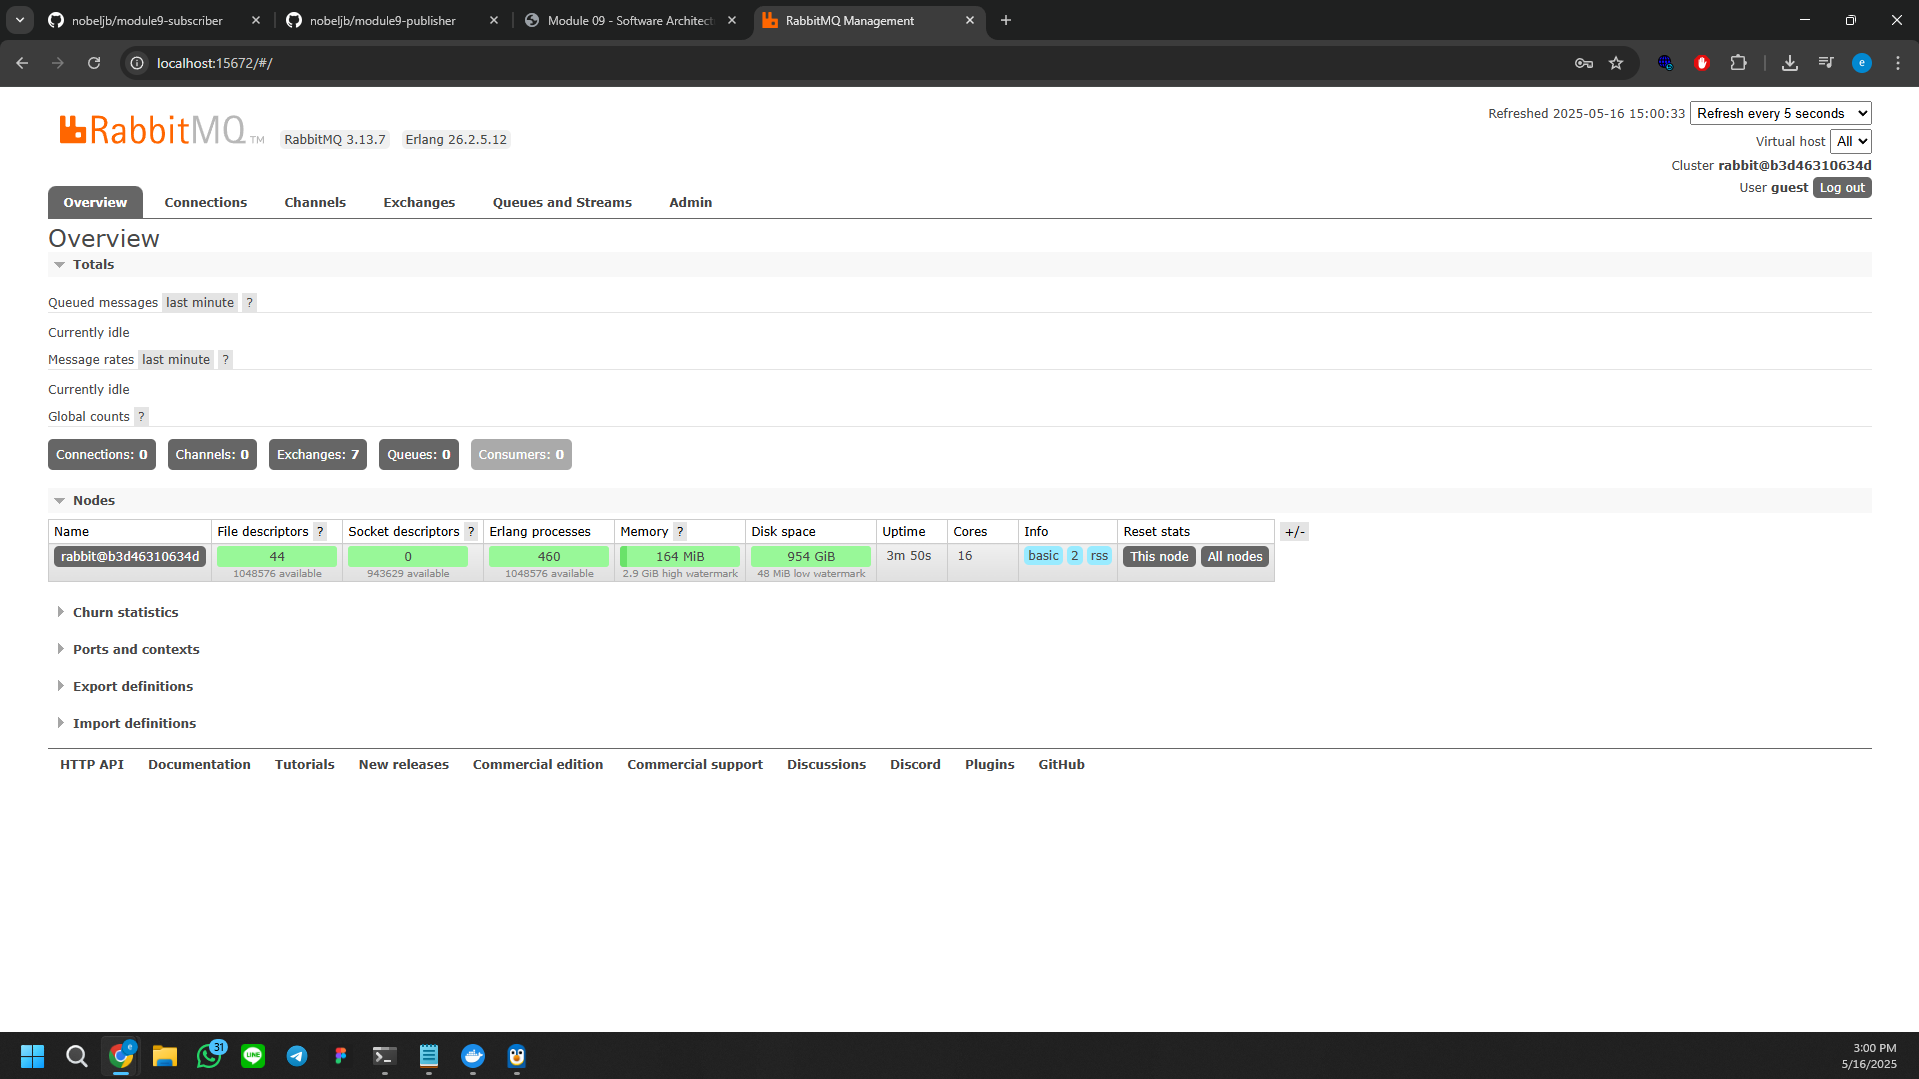 nobeljb/module9-subscriber
nobeljb/module9-publisher
Module 09 - Software Architect
RabbitMQ Management
localhost:15672/#/
e
RabbitMQ TM
RabbitMQ 3.13.7
Erlang 26.2.5.12
Refreshed 2025-05-16 15:00:33 Refresh every 5 seconds
Virtual host All
Cluster rabbit@b3d46310634d
User guest Log out
Overview Connections Channels Exchanges Queues and Streams Admin
Overview
Totals
Queued messages last minute ?
Currently idle
Message rates last minute ?
Currently idle
Global counts ?
Connections: 0 Channels: 0 Exchanges: 7 Queues: 0 Consumers: 0
Nodes
Name File descriptors ? Socket descriptors ? Erlang processes Memory ? Disk space Uptime Cores Info Reset stats +/-
rabbit@b3d46310634d 44 0 460 164 MiB 954 GiB 3m 50s 16 basic 2 rss This node All nodes
1048576 available 943629 available 1048576 available 2.9 GiB high watermark 48 MiB low watermark
Churn statistics
Ports and contexts
Export definitions
Import definitions
HTTP API Documentation Tutorials New releases Commercial edition Commercial support Discussions Discord Plugins GitHub
e
31
LINE
3:00 PM
5/16/2025